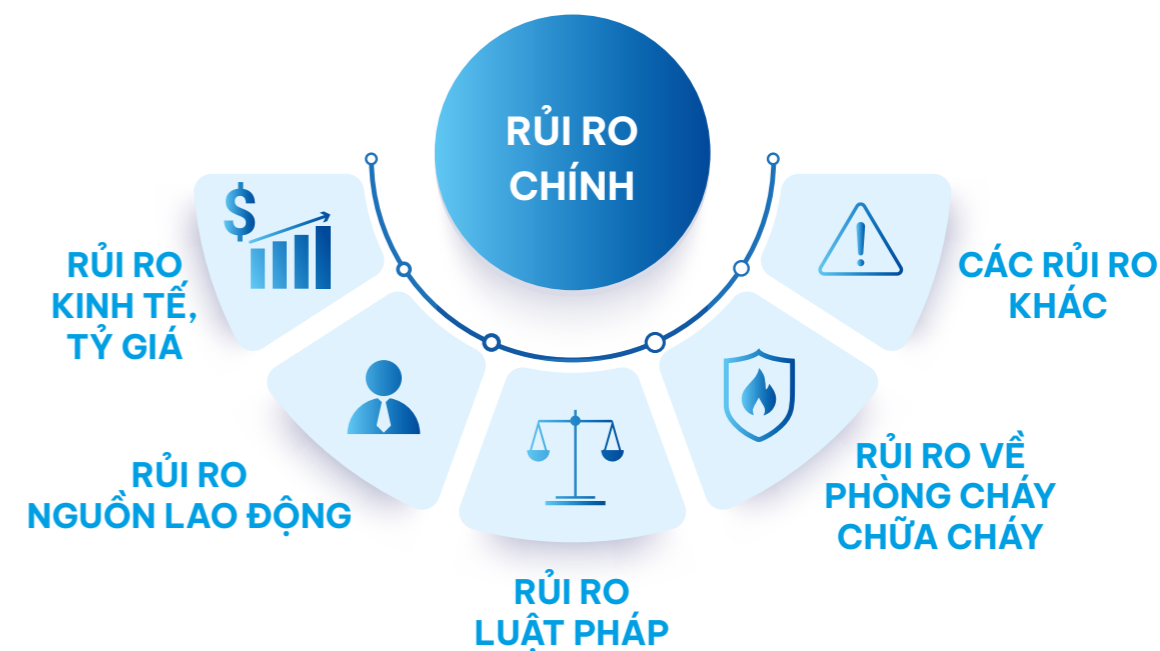 RỦI RO
CHÍNH
RỦI RO
KINH TẾ,
TỶ GIÁ
RỦI RO
NGUỒN LAO ĐỘNG
RỦI RO
LUẬT PHÁP
RỦI RO VỀ
PHÒNG CHÁY
CHỮA CHÁY
CÁC RỦI RO
KHÁC
$